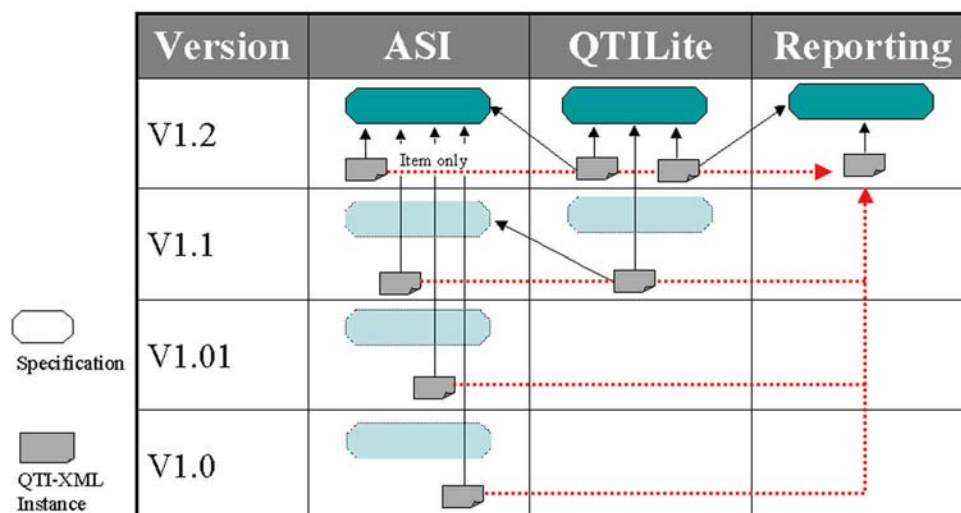 Version ASI QTILite Reporting
V1.2
Item only
V1.1
V1.01
V1.0
Specification
QTI-XML
Instance